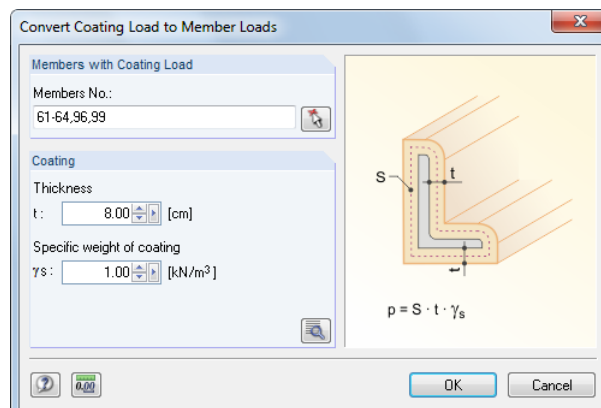 Convert Coating Load to Member Loads
Members with Coating Load
Members No.:
61-64,96,99
Coating
Thickness
t : 8.00 [cm]
Specific weight of coating
γs : 1.00 [kN/m³]
S
t
t
p = S · t · γs
0.00
OK
Cancel